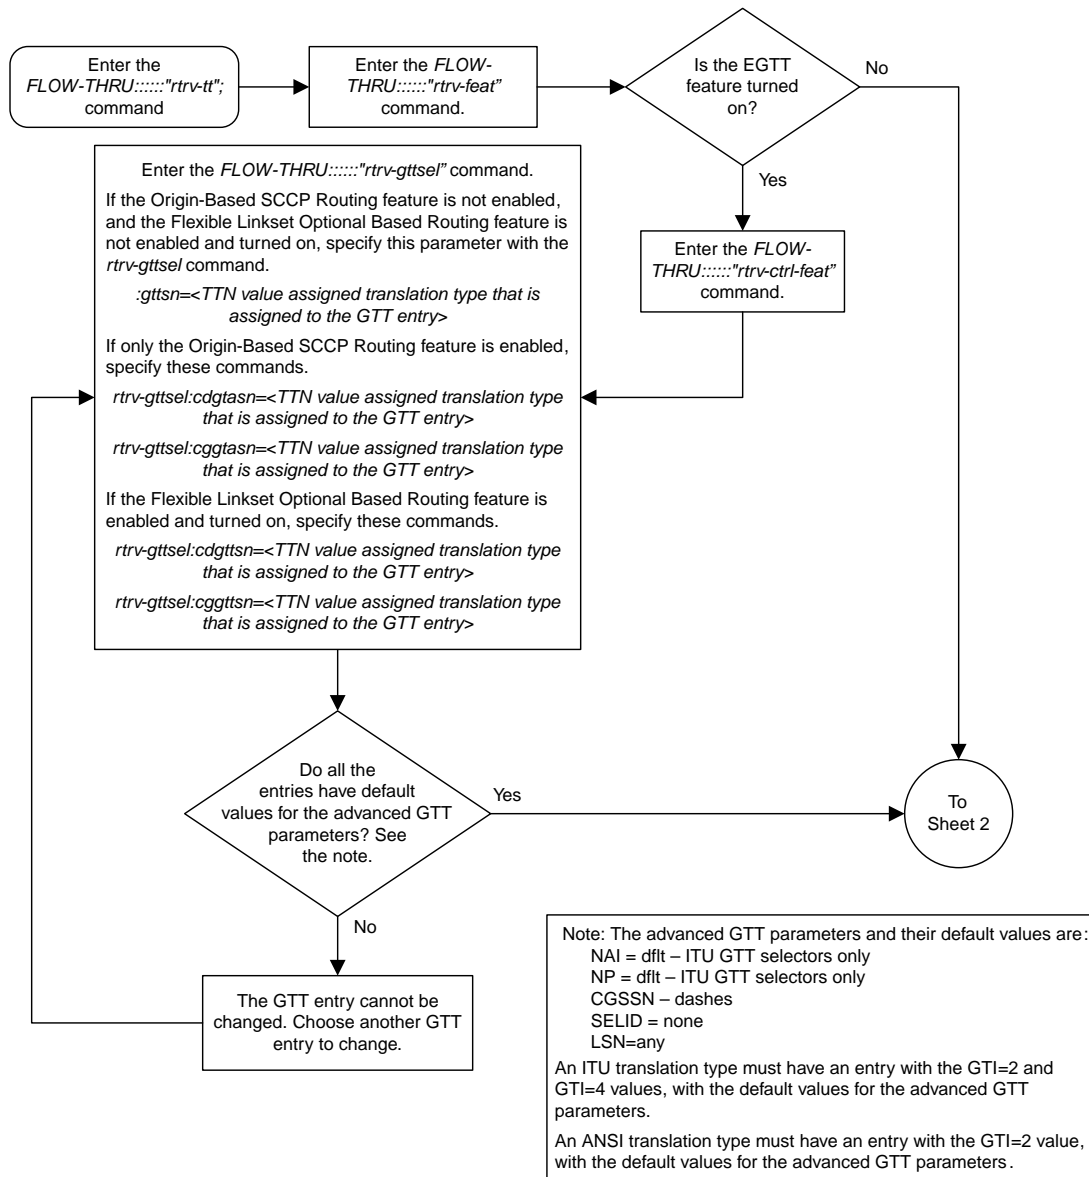 Enter the
FLOW-THRU::::::"rtrv-tt";
command
Enter the FLOW-
THRU::::::"rtrv-feat”
command.
Is the EGTT
feature turned
on?
No
Yes
Enter the FLOW-
THRU::::::"rtrv-ctrl-feat”
command.
Enter the FLOW-THRU::::::"rtrv-gttsel” command.
If the Origin-Based SCCP Routing feature is not enabled,
and the Flexible Linkset Optional Based Routing feature is
not enabled and turned on, specify this parameter with the
rtrv-gttsel command.
:gttsn=<TTN value assigned translation type that is
assigned to the GTT entry>
If only the Origin-Based SCCP Routing feature is enabled,
specify these commands.
rtrv-gttsel:cdgtasn=<TTN value assigned translation type
that is assigned to the GTT entry>
rtrv-gttsel:cggtasn=<TTN value assigned translation type
that is assigned to the GTT entry>
If the Flexible Linkset Optional Based Routing feature is
enabled and turned on, specify these commands.
rtrv-gttsel:cdgttsn=<TTN value assigned translation type
that is assigned to the GTT entry>
rtrv-gttsel:cggttsn=<TTN value assigned translation type
that is assigned to the GTT entry>
Do all the
entries have default
values for the advanced GTT
parameters? See
the note.
Yes
To
Sheet 2
No
The GTT entry cannot be
changed. Choose another GTT
entry to change.
Note: The advanced GTT parameters and their default values are:
NAI = dflt – ITU GTT selectors only
NP = dflt – ITU GTT selectors only
CGSSN – dashes
SELID = none
LSN=any
An ITU translation type must have an entry with the GTI=2 and
GTI=4 values, with the default values for the advanced GTT
parameters.
An ANSI translation type must have an entry with the GTI=2 value,
with the default values for the advanced GTT parameters.